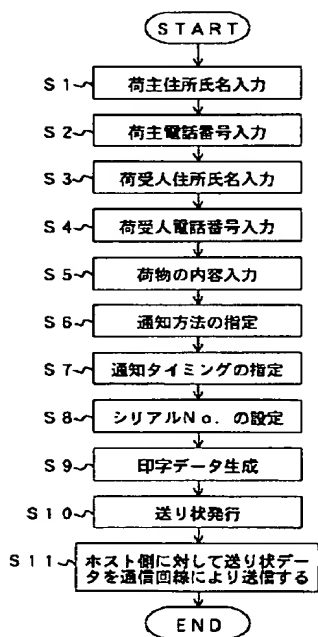 START
S1 荷主住所氏名入力
S2 荷主電話番号入力
S3 荷受人住所氏名入力
S4 荷受人電話番号入力
S5 荷物の内容入力
S6 通知方法の指定
S7 通知タイミングの指定
S8 シリアルNo.の設定
S9 印字データ生成
S10 送り状発行
S11 ホスト側に対して送り状デー
タを通信回線により送信する
END